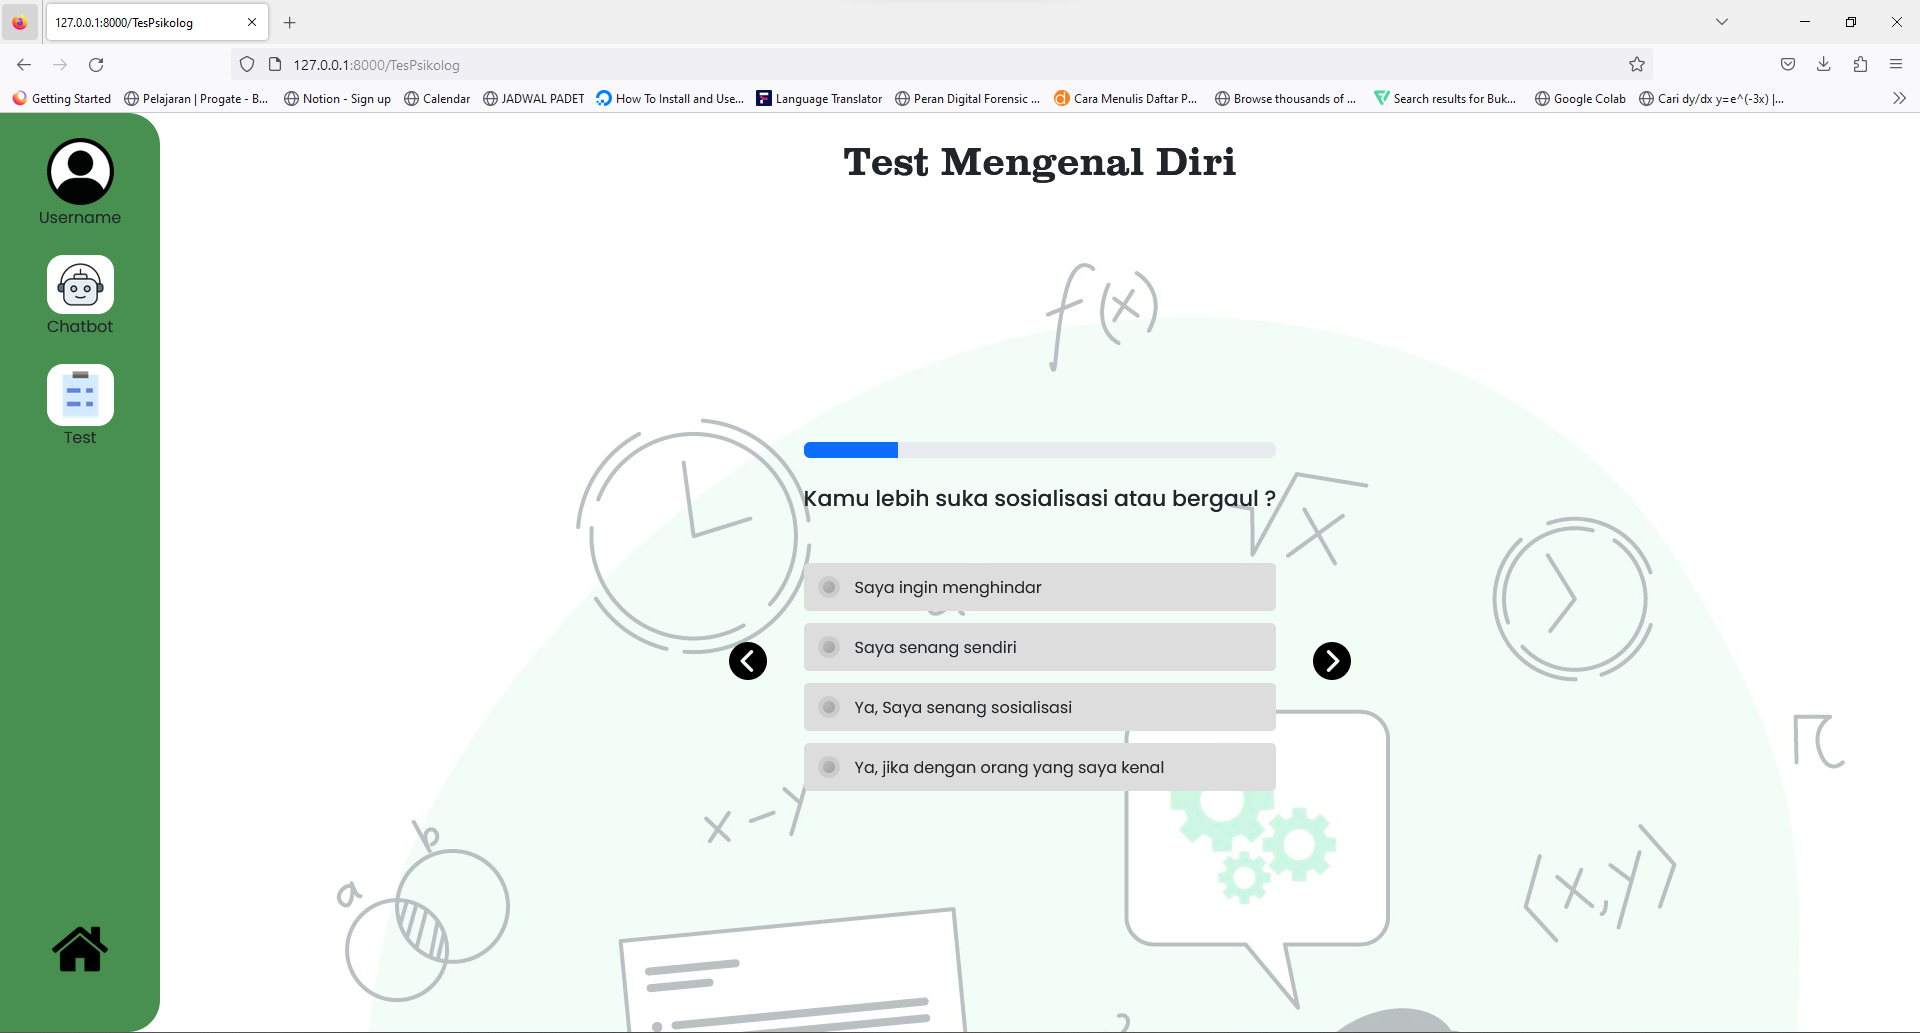 127.0.0.1:8000/TesPsikolog
127.0.0.1:8000/TesPsikolog
Getting Started
Pelajaran | Progate - B...
Notion - Sign up
Calendar
JADWAL PADET
How To Install and Use...
Language Translator
Peran Digital Forensic ...
Cara Menulis Daftar P...
Browse thousands of ...
Search results for Buk...
Google Colab
Cari dy/dx y=e^(-3x) |...
Username
Chatbot
Test
Test Mengenal Diri
f(x)
Kamu lebih suka sosialisasi atau bergaul ?
√x
Saya ingin menghindar
Saya senang sendiri
Ya, Saya senang sosialisasi
Ya, jika dengan orang yang saya kenal
π
x-y
b
a
(x,y)